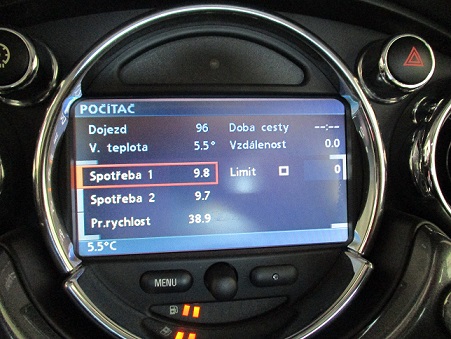 POČÍTAČ
Dojezd 96 Doba cesty --:--
V. teplota 5.5° Vzdálenost 0.0
Spotřeba 1 9.8 Limit 0
Spotřeba 2 9.7
Pr.rychlost 38.9
5.5°C
MENU